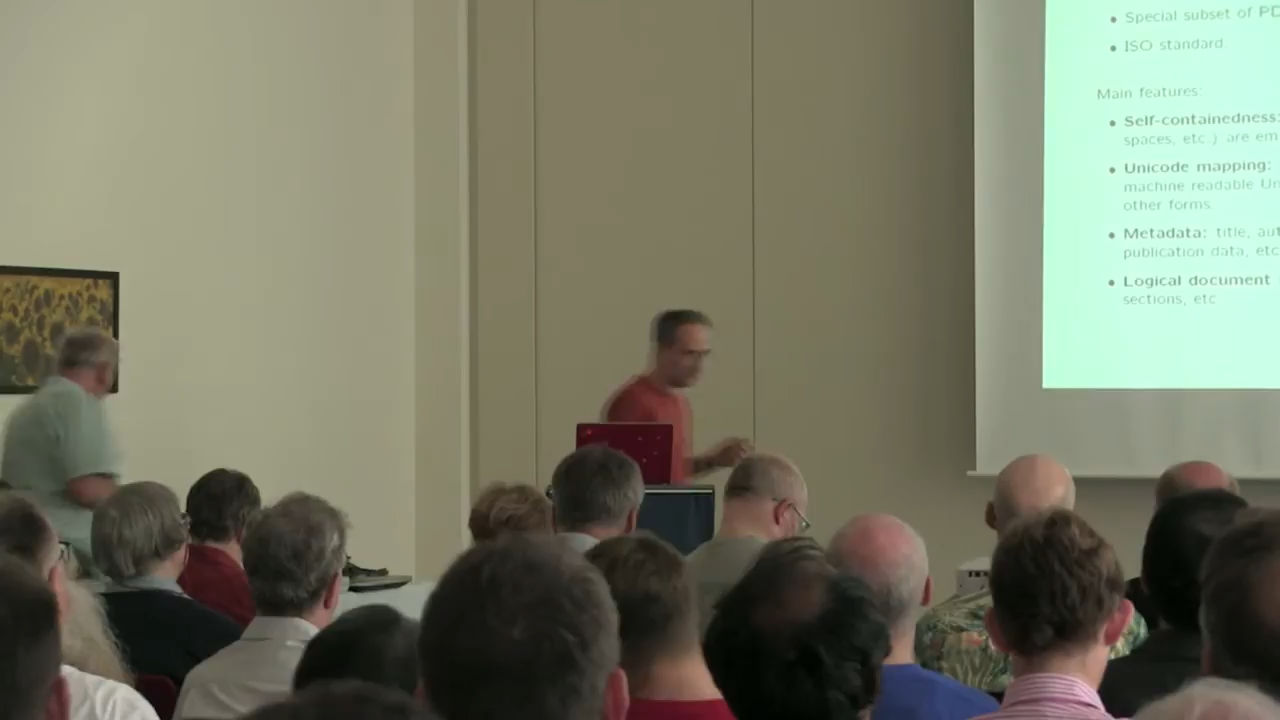 • Special subset of PD
• ISO standard.
Main features:
• Self-containedness:
spaces, etc.) are em
• Unicode mapping:
machine readable Un
other forms.
• Metadata: title, aut
publication data, etc
• Logical document
sections, etc